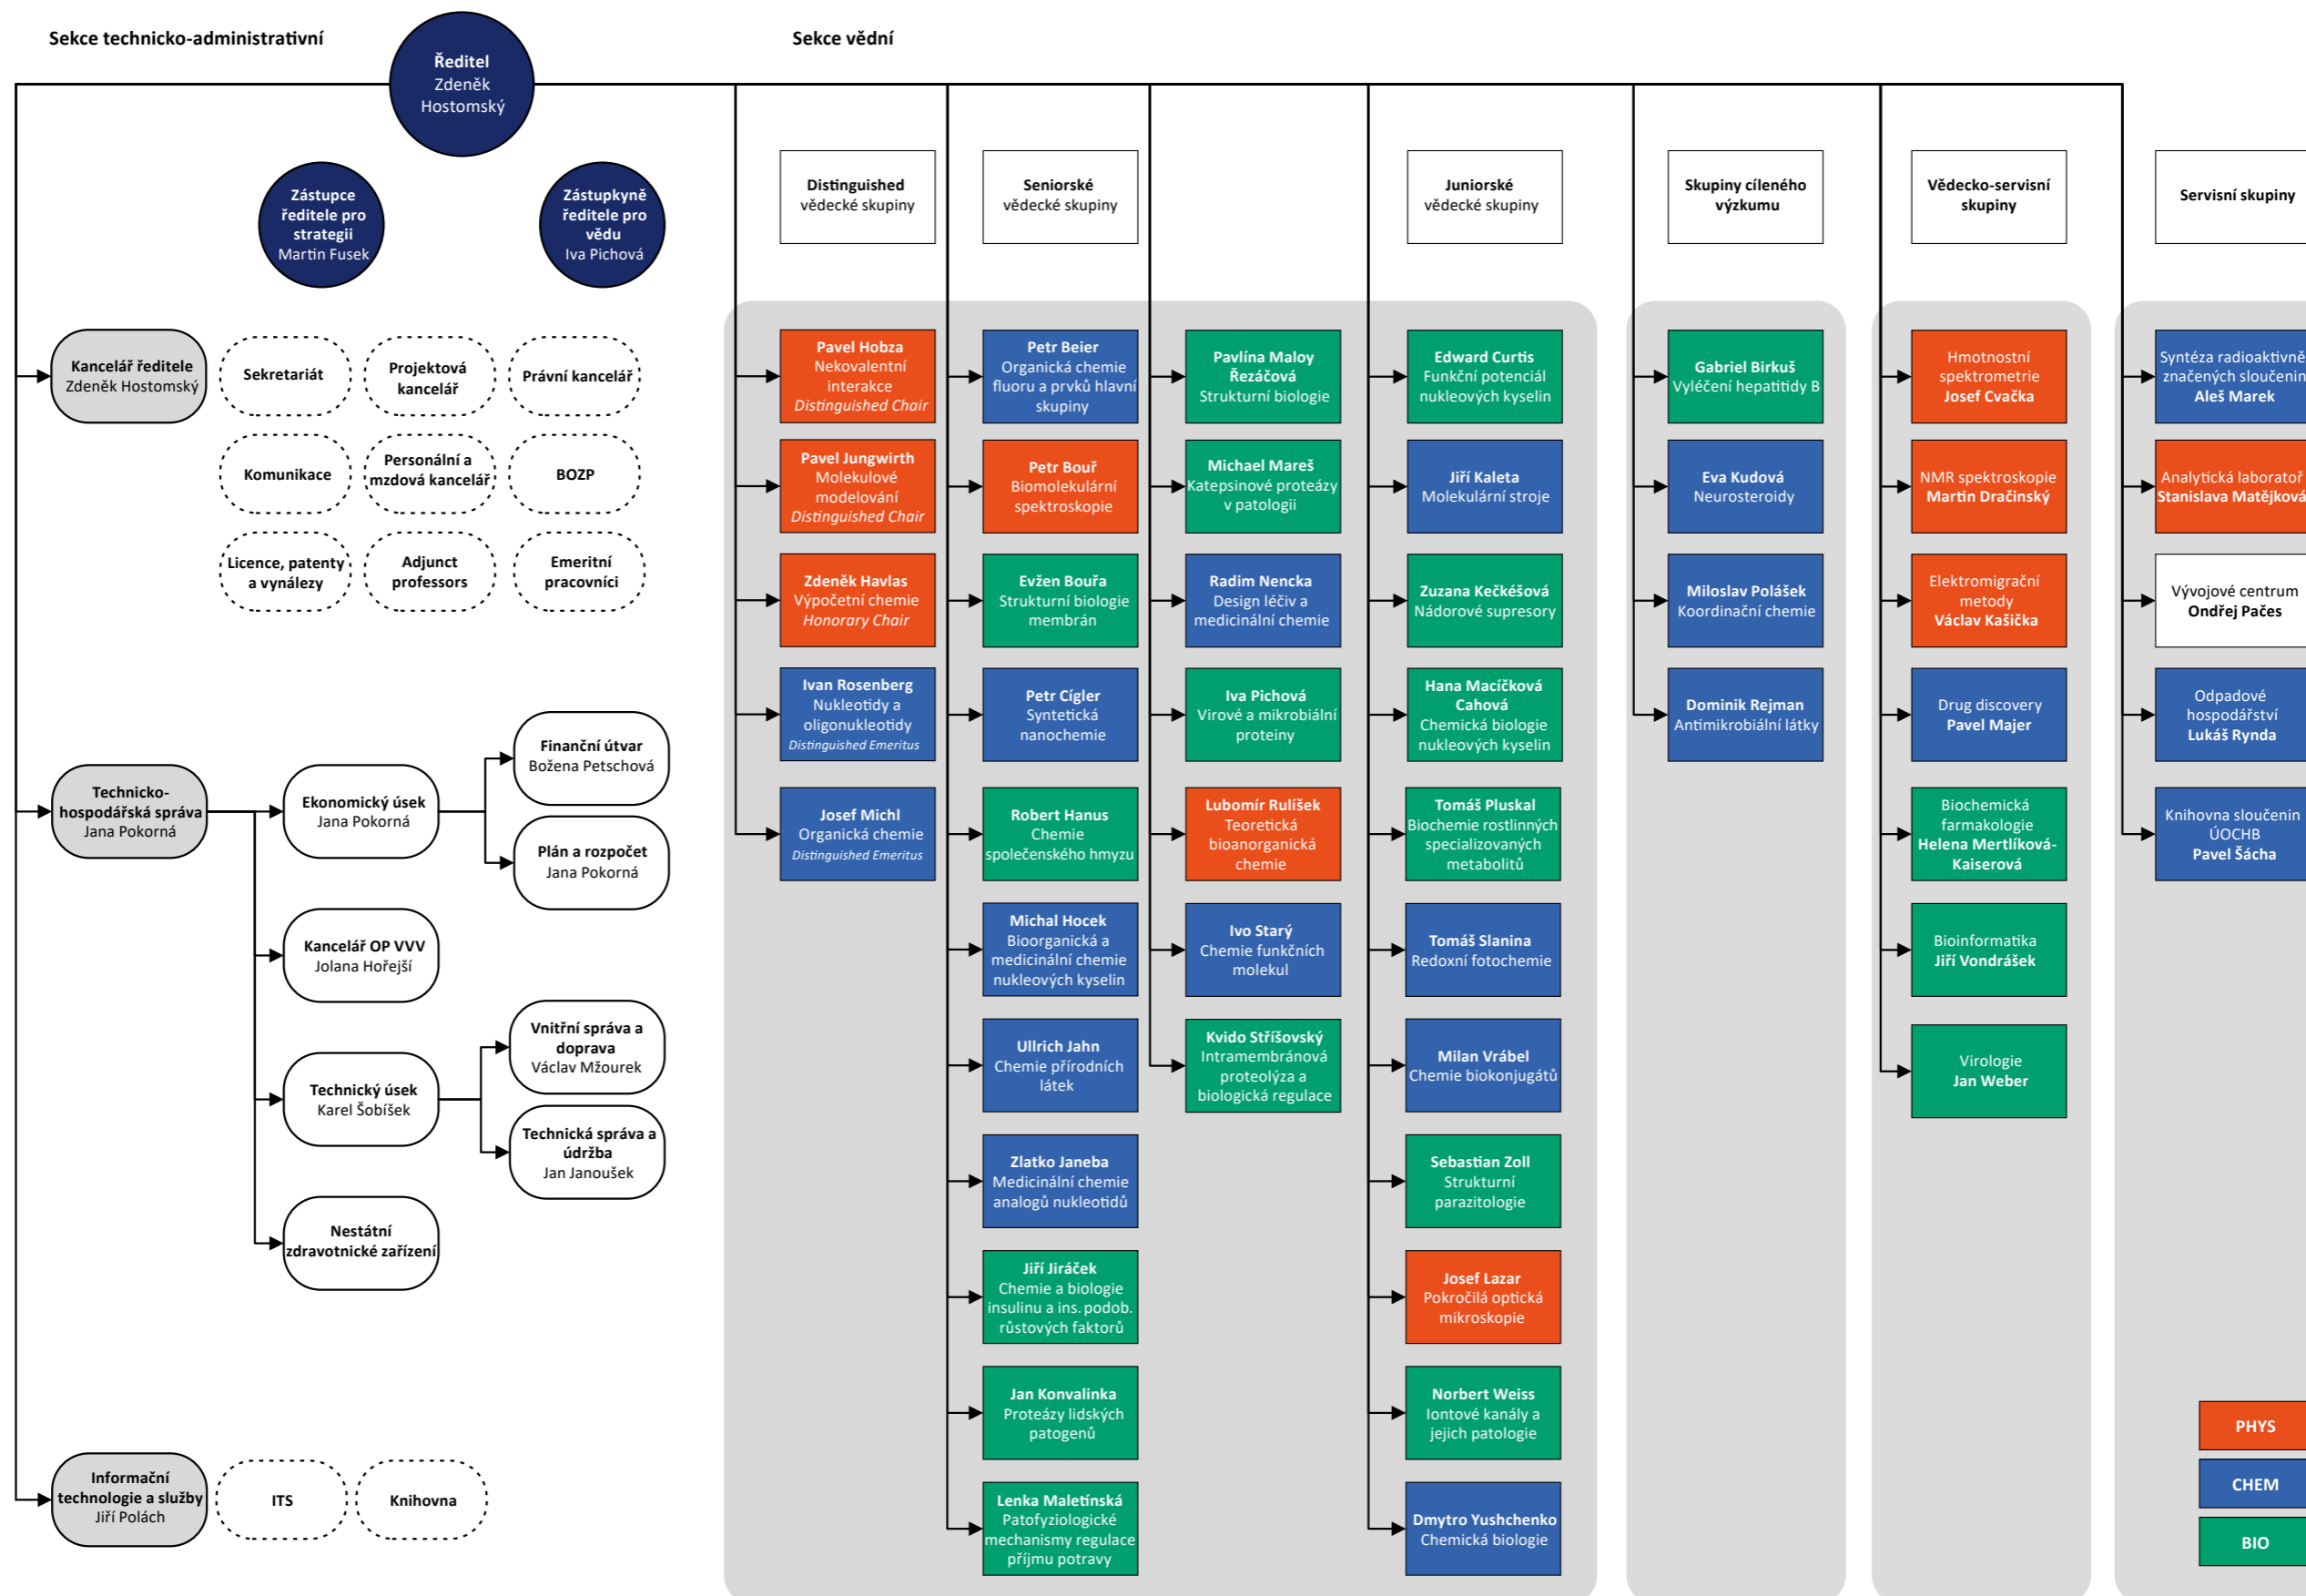 Sekce technicko-administrativní
Sekce vědní
Ředitel
Zdeněk
Hostomský
Zástupce
ředitele pro
strategii
Martin Fusek
Zástupkyně
ředitele pro
vědu
Iva Pichová
Kancelář ředitele
Zdeněk Hostomský
Sekretariát
Projektová
kancelář
Právní kancelář
Komunikace
Personální a
mzdová kancelář
BOZP
Licence, patenty
a vynálezy
Adjunct
professors
Emeritní
pracovníci
Technicko-
hospodářská správa
Jana Pokorná
Ekonomický úsek
Jana Pokorná
Finanční útvar
Božena Petschová
Plán a rozpočet
Jana Pokorná
Kancelář OP VVV
Jolana Hořejší
Technický úsek
Karel Šobíšek
Vnitřní správa a
doprava
Václav Mžourek
Technická správa a
údržba
Jan Janoušek
Nestátní
zdravotnické zařízení
Informační
technologie a služby
Jiří Polách
ITS
Knihovna
Distinguished
vědecké skupiny
Pavel Hobza
Nekovalentní
interakce
Distinguished Chair
Pavel Jungwirth
Molekulové
modelování
Distinguished Chair
Zdeněk Havlas
Výpočetní chemie
Honorary Chair
Ivan Rosenberg
Nukleotidy a
oligonukleotidy
Distinguished Emeritus
Josef Michl
Organická chemie
Distinguished Emeritus
Seniorské
vědecké skupiny
Petr Beier
Organická chemie
fluoru a prvků hlavní
skupiny
Petr Bouř
Biomolekulární
spektroskopie
Evžen Bouřa
Strukturní biologie
membrán
Petr Cígler
Syntetická
nanochemie
Robert Hanus
Chemie
společenského hmyzu
Michal Hocek
Bioorganická a
medicinální chemie
nukleových kyselin
Ullrich Jahn
Chemie přírodních
látek
Zlatko Janeba
Medicinální chemie
analogů nukleotidů
Jiří Jiráček
Chemie a biologie
insulinu a ins. podob.
růstových faktorů
Jan Konvalinka
Proteázy lidských
patogenů
Lenka Maletínská
Patofyziologické
mechanismy regulace
příjmu potravy
Pavlína Maloy
Řezáčová
Strukturní biologie
Michael Mareš
Katepsinové proteázy
v patologii
Radim Nencka
Design léčiv a
medicinální chemie
Iva Pichová
Virové a mikrobiální
proteiny
Lubomír Rulíšek
Teoretická
bioanorganická
chemie
Ivo Starý
Chemie funkčních
molekul
Kvido Stříšovský
Intramembránová
proteolýza a
biologická regulace
Juniorské
vědecké skupiny
Edward Curtis
Funkční potenciál
nukleových kyselin
Jiří Kaleta
Molekulární stroje
Zuzana Kečkéšová
Nádorové supresory
Hana Macíčková
Cahová
Chemická biologie
nukleových kyselin
Tomáš Pluskal
Biochemie rostlinných
specializovaných
metabolitů
Tomáš Slanina
Redoxní fotochemie
Milan Vrábel
Chemie biokonjugátů
Sebastian Zoll
Strukturní
parazitologie
Josef Lazar
Pokročilá optická
mikroskopie
Norbert Weiss
Iontové kanály a
jejich patologie
Dmytro Yushchenko
Chemická biologie
Skupiny cíleného
výzkumu
Gabriel Birkuš
Vyléčení hepatitidy B
Eva Kudová
Neurosteroidy
Miloslav Polášek
Koordinační chemie
Dominik Rejman
Antimikrobiální látky
Vědecko-servisní
skupiny
Hmotnostní
spektrometrie
Josef Cvačka
NMR spektroskopie
Martin Dračínský
Elektromigrační
metody
Václav Kašička
Drug discovery
Pavel Majer
Biochemická
farmakologie
Helena Mertlíková-
Kaiserová
Bioinformatika
Jiří Vondrášek
Virologie
Jan Weber
Servisní skupiny
Syntéza radioaktivně
značených sloučenin
Aleš Marek
Analytická laboratoř
Stanislava Matějková
Vývojové centrum
Ondřej Pačes
Odpadové
hospodářství
Lukáš Rynda
Knihovna sloučenin
ÚOCHB
Pavel Šácha
PHYS
CHEM
BIO